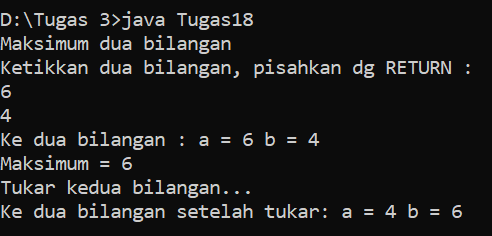 D:\Tugas 3>java Tugas18
Maksimum dua bilangan
Ketikkan dua bilangan, pisahkan dg RETURN :
6
4
Ke dua bilangan : a = 6 b = 4
Maksimum = 6
Tukar kedua bilangan...
Ke dua bilangan setelah tukar: a = 4 b = 6